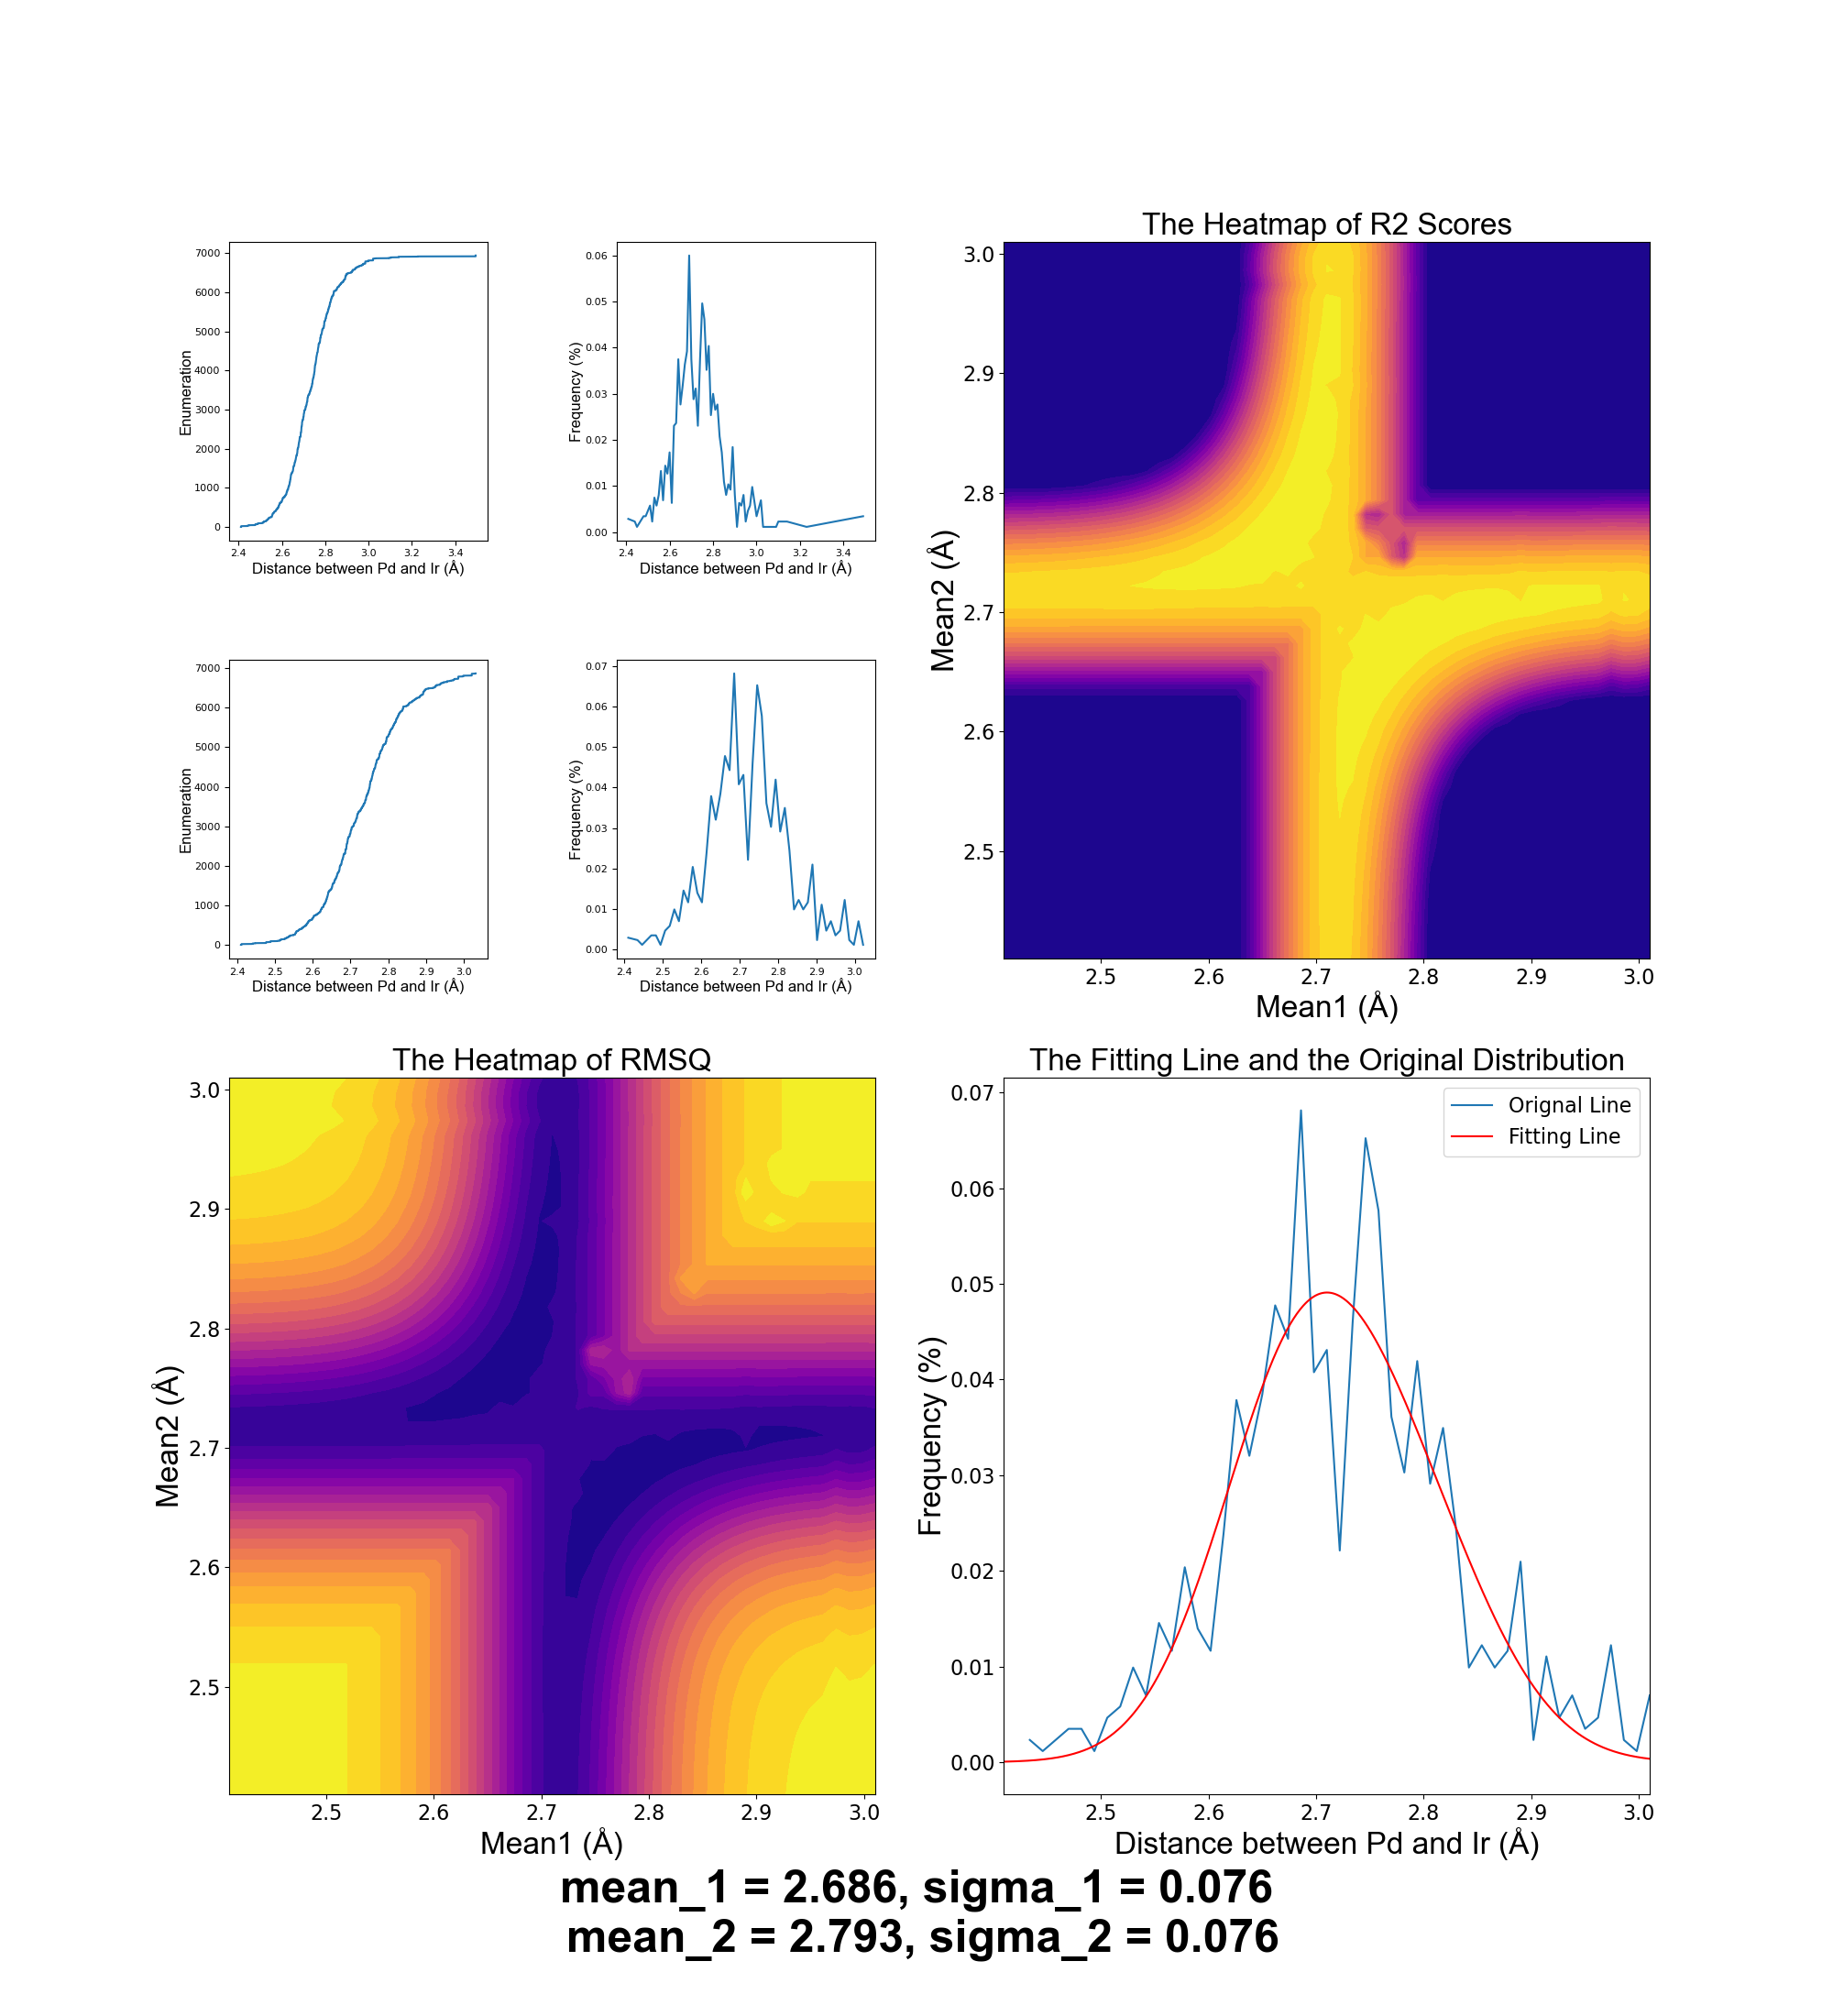 7000
6000
5000
4000
3000
2000
1000
0
Enumeration
2.4 2.6 2.8 3.0 3.2 3.4
Distance between Pd and Ir (Å)
0.06
0.05
0.04
0.03
0.02
0.01
0.00
Frequency (%)
2.4 2.6 2.8 3.0 3.2 3.4
Distance between Pd and Ir (Å)
The Heatmap of R2 Scores
3.0
2.9
2.8
2.7
2.6
2.5
Mean2 (Å)
2.5 2.6 2.7 2.8 2.9 3.0
Mean1 (Å)
7000
6000
5000
4000
3000
2000
1000
0
Enumeration
2.4 2.5 2.6 2.7 2.8 2.9 3.0
Distance between Pd and Ir (Å)
0.07
0.06
0.05
0.04
0.03
0.02
0.01
0.00
Frequency (%)
2.4 2.5 2.6 2.7 2.8 2.9 3.0
Distance between Pd and Ir (Å)
The Heatmap of RMSQ
3.0
2.9
2.8
2.7
2.6
2.5
Mean2 (Å)
2.5 2.6 2.7 2.8 2.9 3.0
Mean1 (Å)
The Fitting Line and the Original Distribution
Orignal Line
Fitting Line
0.07
0.06
0.05
0.04
0.03
0.02
0.01
0.00
Frequency (%)
2.5 2.6 2.7 2.8 2.9 3.0
Distance between Pd and Ir (Å)
mean_1 = 2.686, sigma_1 = 0.076
mean_2 = 2.793, sigma_2 = 0.076